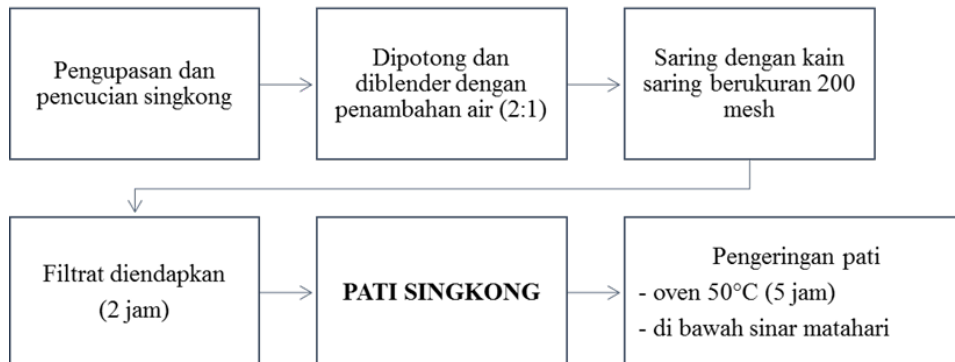 Pengupasan dan
pencucian singkong
Dipotong dan
diblender dengan
penambahan air (2:1)
Saring dengan kain
saring berukuran 200
mesh
Filtrat diendapkan
(2 jam)
PATI SINGKONG
Pengeringan pati
- oven 50°C (5 jam)
- di bawah sinar matahari